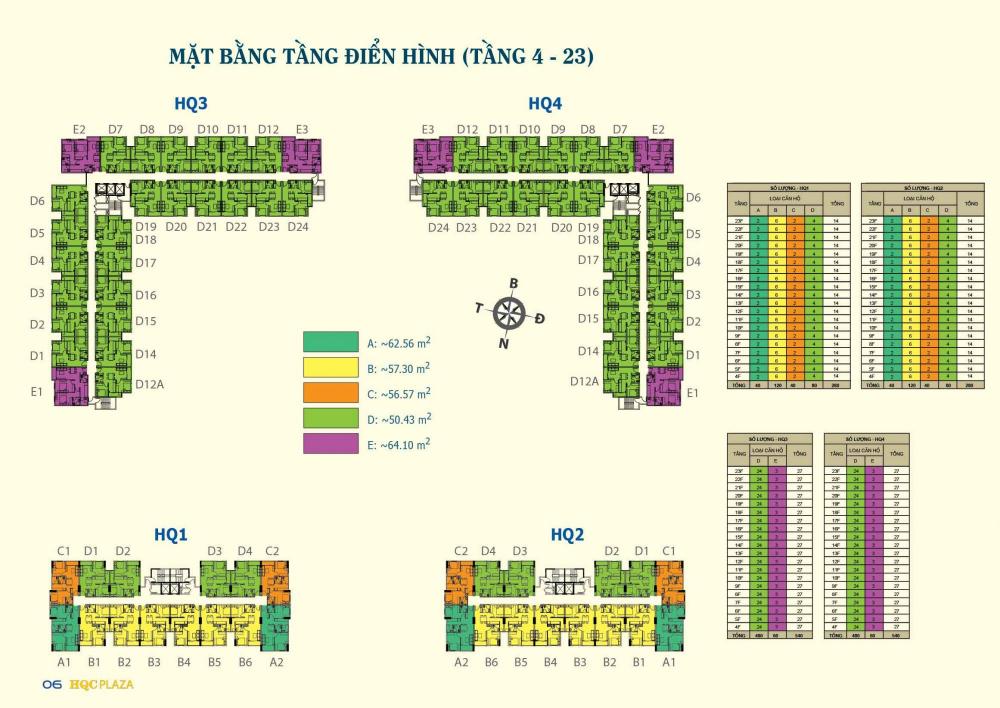 MẶT BẰNG TẦNG ĐIỂN HÌNH (TẦNG 4 - 23)
HQ3
E2 D7 D8 D9 D10 D11 D12 E3
D6
D5
D4
D3
D2
D1
E1
D19 D20 D21 D22 D23 D24
D18
D17
D16
D15
D14
D12A
HQ4
E3 D12 D11 D10 D9 D8 D7 E2
D24 D23 D22 D21 D20 D19
D18
D17
D16
D15
D14
D12A
D6
D5
D4
D3
D2
D1
E1
B
T Đ
N
A: ~62.56 m²
B: ~57.30 m²
C: ~56.57 m²
D: ~50.43 m²
E: ~64.10 m²
HQ1
C1 D1 D2 D3 D4 C2
A1 B1 B2 B3 B4 B5 B6 A2
HQ2
C2 D4 D3 D2 D1 C1
A2 B6 B5 B4 B3 B2 B1 A1
SỐ LƯỢNG - HQ1
TẦNG LOẠI CĂN HỘ TỔNG
A B C D
23F 2 6 2 4 14
22F 2 6 2 4 14
21F 2 6 2 4 14
20F 2 6 2 4 14
19F 2 6 2 4 14
18F 2 6 2 4 14
17F 2 6 2 4 14
16F 2 6 2 4 14
15F 2 6 2 4 14
14F 2 6 2 4 14
13F 2 6 2 4 14
12F 2 6 2 4 14
11F 2 6 2 4 14
10F 2 6 2 4 14
9F 2 6 2 4 14
8F 2 6 2 4 14
7F 2 6 2 4 14
6F 2 6 2 4 14
5F 2 6 2 4 14
4F 2 6 2 4 14
TỔNG 40 120 40 80 280
SỐ LƯỢNG - HQ2
TẦNG LOẠI CĂN HỘ TỔNG
A B C D
23F 2 6 2 4 14
22F 2 6 2 4 14
21F 2 6 2 4 14
20F 2 6 2 4 14
19F 2 6 2 4 14
18F 2 6 2 4 14
17F 2 6 2 4 14
16F 2 6 2 4 14
15F 2 6 2 4 14
14F 2 6 2 4 14
13F 2 6 2 4 14
12F 2 6 2 4 14
11F 2 6 2 4 14
10F 2 6 2 4 14
9F 2 6 2 4 14
8F 2 6 2 4 14
7F 2 6 2 4 14
6F 2 6 2 4 14
5F 2 6 2 4 14
4F 2 6 2 4 14
TỔNG 40 120 40 80 280
SỐ LƯỢNG - HQ3
TẦNG LOẠI CĂN HỘ TỔNG
D E
23F 24 3 27
22F 24 3 27
21F 24 3 27
20F 24 3 27
19F 24 3 27
18F 24 3 27
17F 24 3 27
16F 24 3 27
15F 24 3 27
14F 24 3 27
13F 24 3 27
12F 24 3 27
11F 24 3 27
10F 24 3 27
9F 24 3 27
8F 24 3 27
7F 24 3 27
6F 24 3 27
5F 24 3 27
4F 24 3 27
TỔNG 480 60 540
SỐ LƯỢNG - HQ4
TẦNG LOẠI CĂN HỘ TỔNG
D E
23F 24 3 27
22F 24 3 27
21F 24 3 27
20F 24 3 27
19F 24 3 27
18F 24 3 27
17F 24 3 27
16F 24 3 27
15F 24 3 27
14F 24 3 27
13F 24 3 27
12F 24 3 27
11F 24 3 27
10F 24 3 27
9F 24 3 27
8F 24 3 27
7F 24 3 27
6F 24 3 27
5F 24 3 27
4F 24 3 27
TỔNG 480 60 540
06 HQC PLAZA